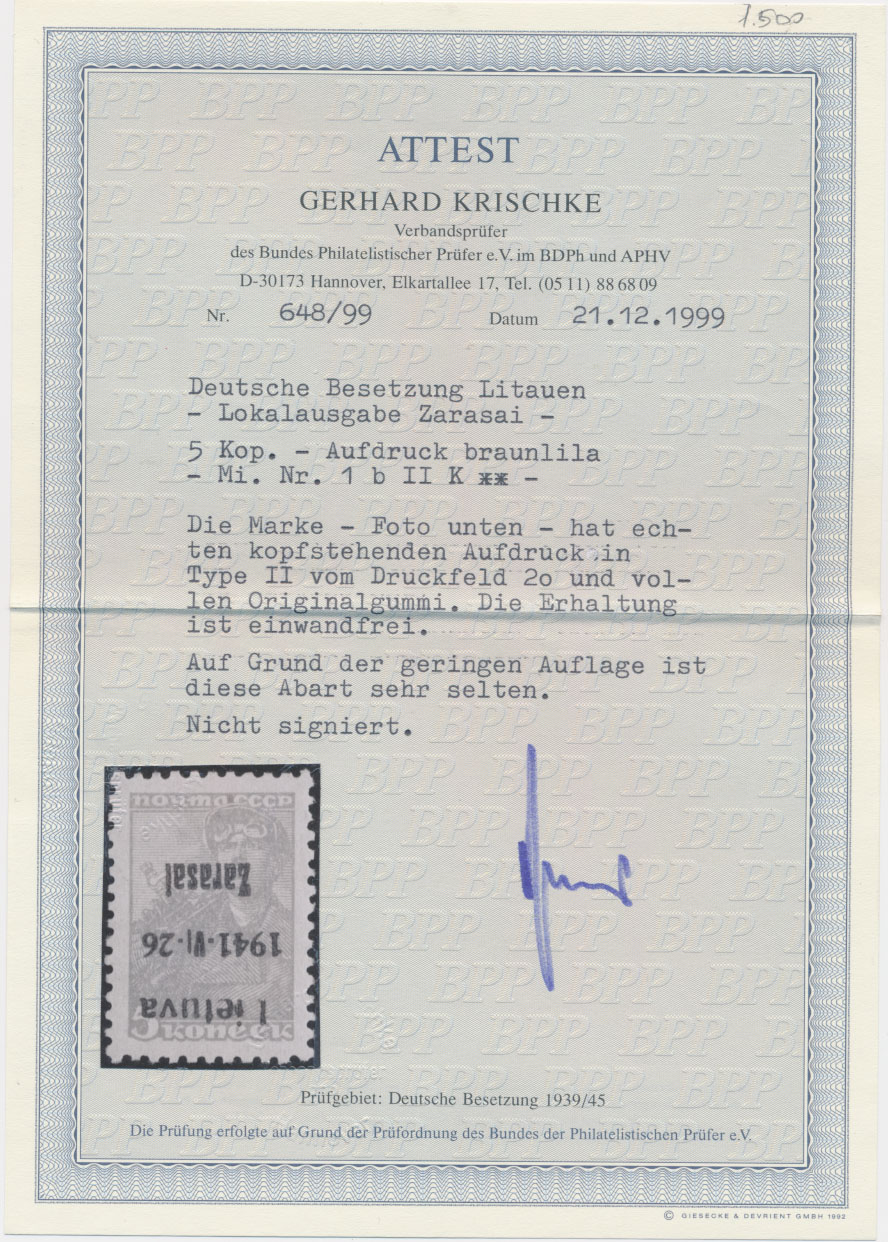 1.500
ATTEST
GERHARD KRISCHKE
Verbandsprüfer
des Bundes Philatelistischer Prüfer e.V. im BDPh und APHV
D-30173 Hannover, Elkartallee 17, Tel. (05 11) 88 68 09
Nr. 648/99 Datum 21.12.1999
Deutsche Besetzung Litauen
- Lokalausgabe Zarasai -
5 Kop. - Aufdruck braunlila
- Mi. Nr. 1 b II K ** -
Die Marke - Foto unten - hat ech-
ten kopfstehenden Aufdruck in
Type II vom Druckfeld 2o und vol-
len Originalgummi. Die Erhaltung
ist einwandfrei.
Auf Grund der geringen Auflage ist
diese Abart sehr selten.
Nicht signiert.
ПОЧТА СССР
Zarasai
1941·VI·26
Lietuva
5 КОПЕЕК
Prüfgebiet: Deutsche Besetzung 1939/45
Die Prüfung erfolgte auf Grund der Prüfordnung des Bundes der Philatelistischen Prüfer e.V.
© GIESECKE & DEVRIENT GMBH 1992